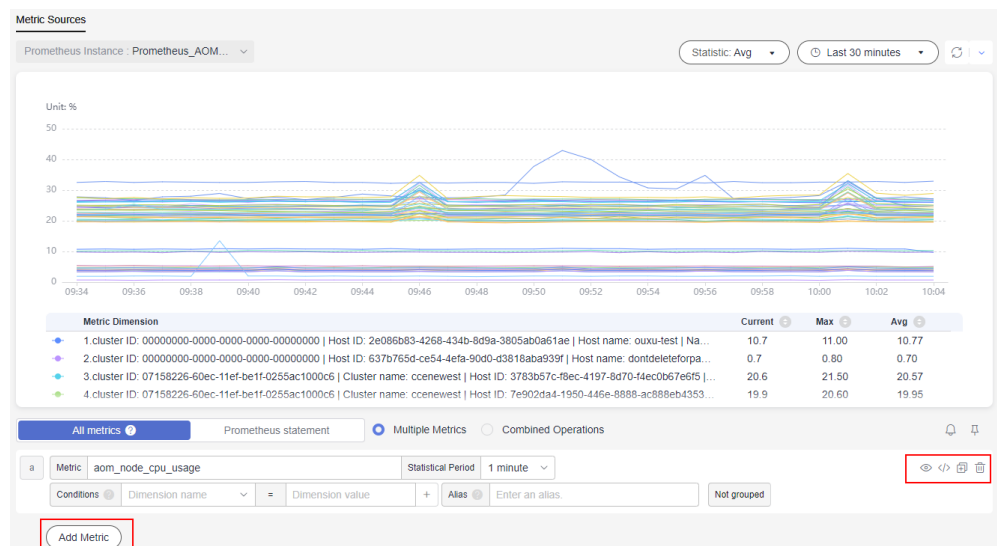 Metric Sources
Prometheus Instance : Prometheus_AOM...
Statistic: Avg
Last 30 minutes
Unit: %
50
40
30
20
10
0
09:34 09:36 09:38 09:40 09:42 09:44 09:46 09:48 09:50 09:52 09:54 09:56 09:58 10:00 10:02 10:04
Metric Dimension Current Max Avg
1.cluster ID: 00000000-0000-0000-0000-00000000 | Host ID: 2e086b83-4268-434b-8d9a-3805ab0a61ae | Host name: ouxu-test | Na... 10.7 11.00 10.77
2.cluster ID: 00000000-0000-0000-0000-00000000 | Host ID: 637b765d-ce54-4efa-90d0-d3818aba939f | Host name: dontdeleteforpa... 0.7 0.80 0.70
3.cluster ID: 07158226-60ec-11ef-be1f-0255ac1000c6 | Cluster name: ccenewest | Host ID: 3783b57c-f8ec-4197-8d70-f4ec0b67e6f5 |... 20.6 21.50 20.57
4.cluster ID: 07158226-60ec-11ef-be1f-0255ac1000c6 | Cluster name: ccenewest | Host ID: 7e902da4-1950-446e-8888-ac888eb4353... 19.9 20.60 19.95
All metrics ? Prometheus statement Multiple Metrics Combined Operations
a Metric aom_node_cpu_usage Statistical Period 1 minute
Conditions Dimension name = Dimension value + Alias Enter an alias. Not grouped
Add Metric